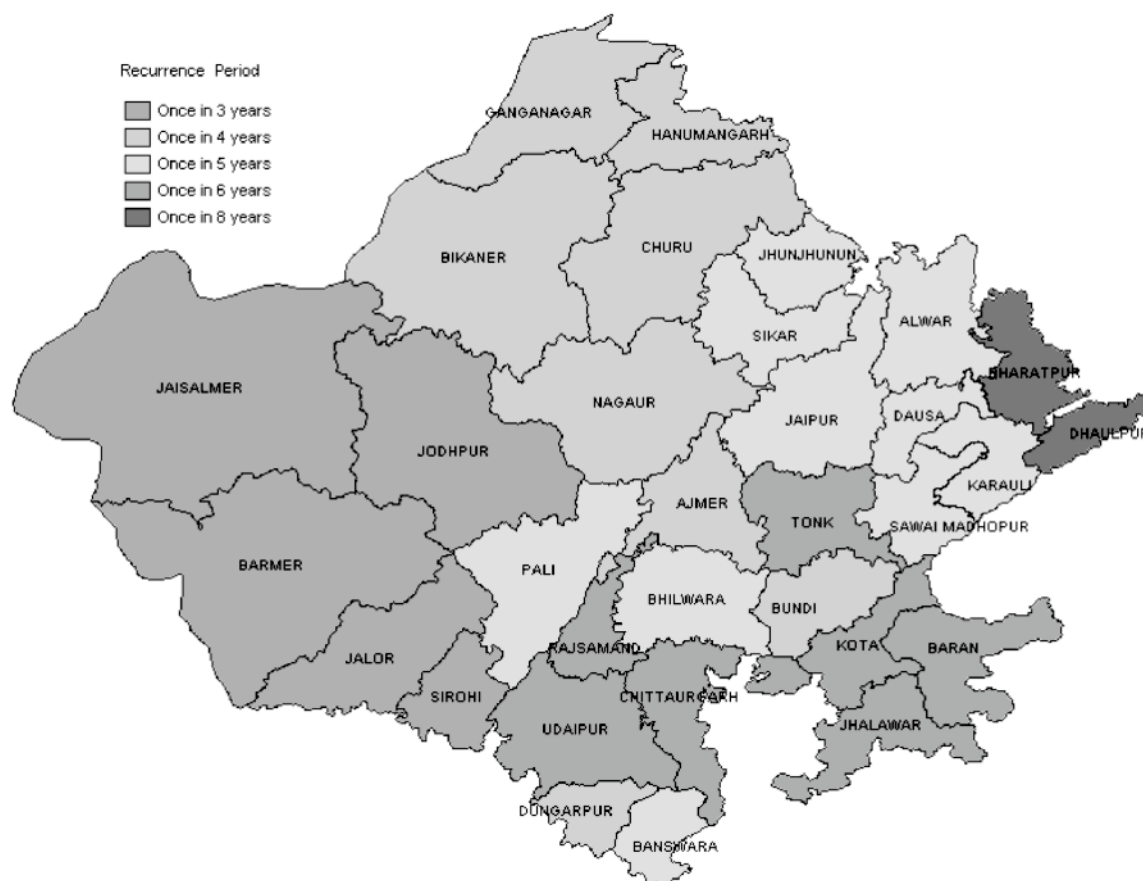 Recurrence Period
Once in 3 years
Once in 4 years
Once in 5 years
Once in 6 years
Once in 8 years
GANGANAGAR
HANUMANGARH
BIKANER
CHURU
JHUNJHUNUN
SIKAR
ALWAR
JAISALMER
NAGAUR
JAIPUR
DAUSA
BHARATPUR
DHAULPUR
JODHPUR
KARAULI
AJMER
TONK
SAWAI MADHOPUR
BARMER
PALI
BHILWARA
BUNDI
RAJSAMAND
KOTA
BARAN
JALOR
SIROHI
CHITTAURGARH
UDAIPUR
JHALAWAR
DUNGARPUR
BANSWARA